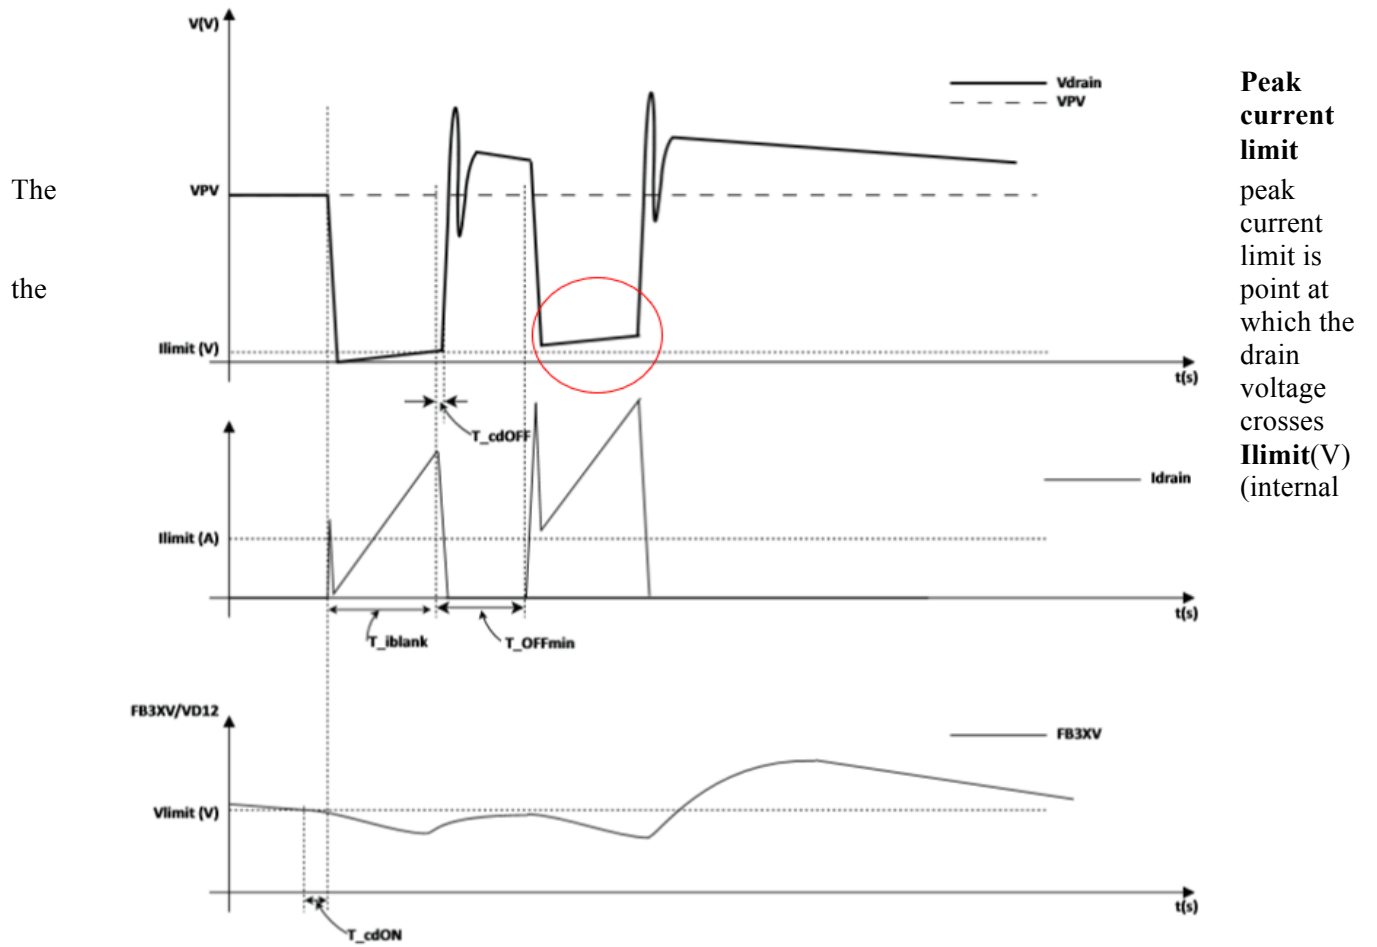 V(V)
Vdrain
VPV
Peak
current
limit
The
VPV
peak
current
limit is
the
point at
which the
Ilimit (V)
drain
t(s)
voltage
crosses
T_cdOFF
Ilimit(V)
Idrain
(internal
Ilimit (A)
t(s)
T_iblank
T_OFFmin
FB3XV/VD12
FB3XV
Vlimit (V)
t(s)
T_cdON